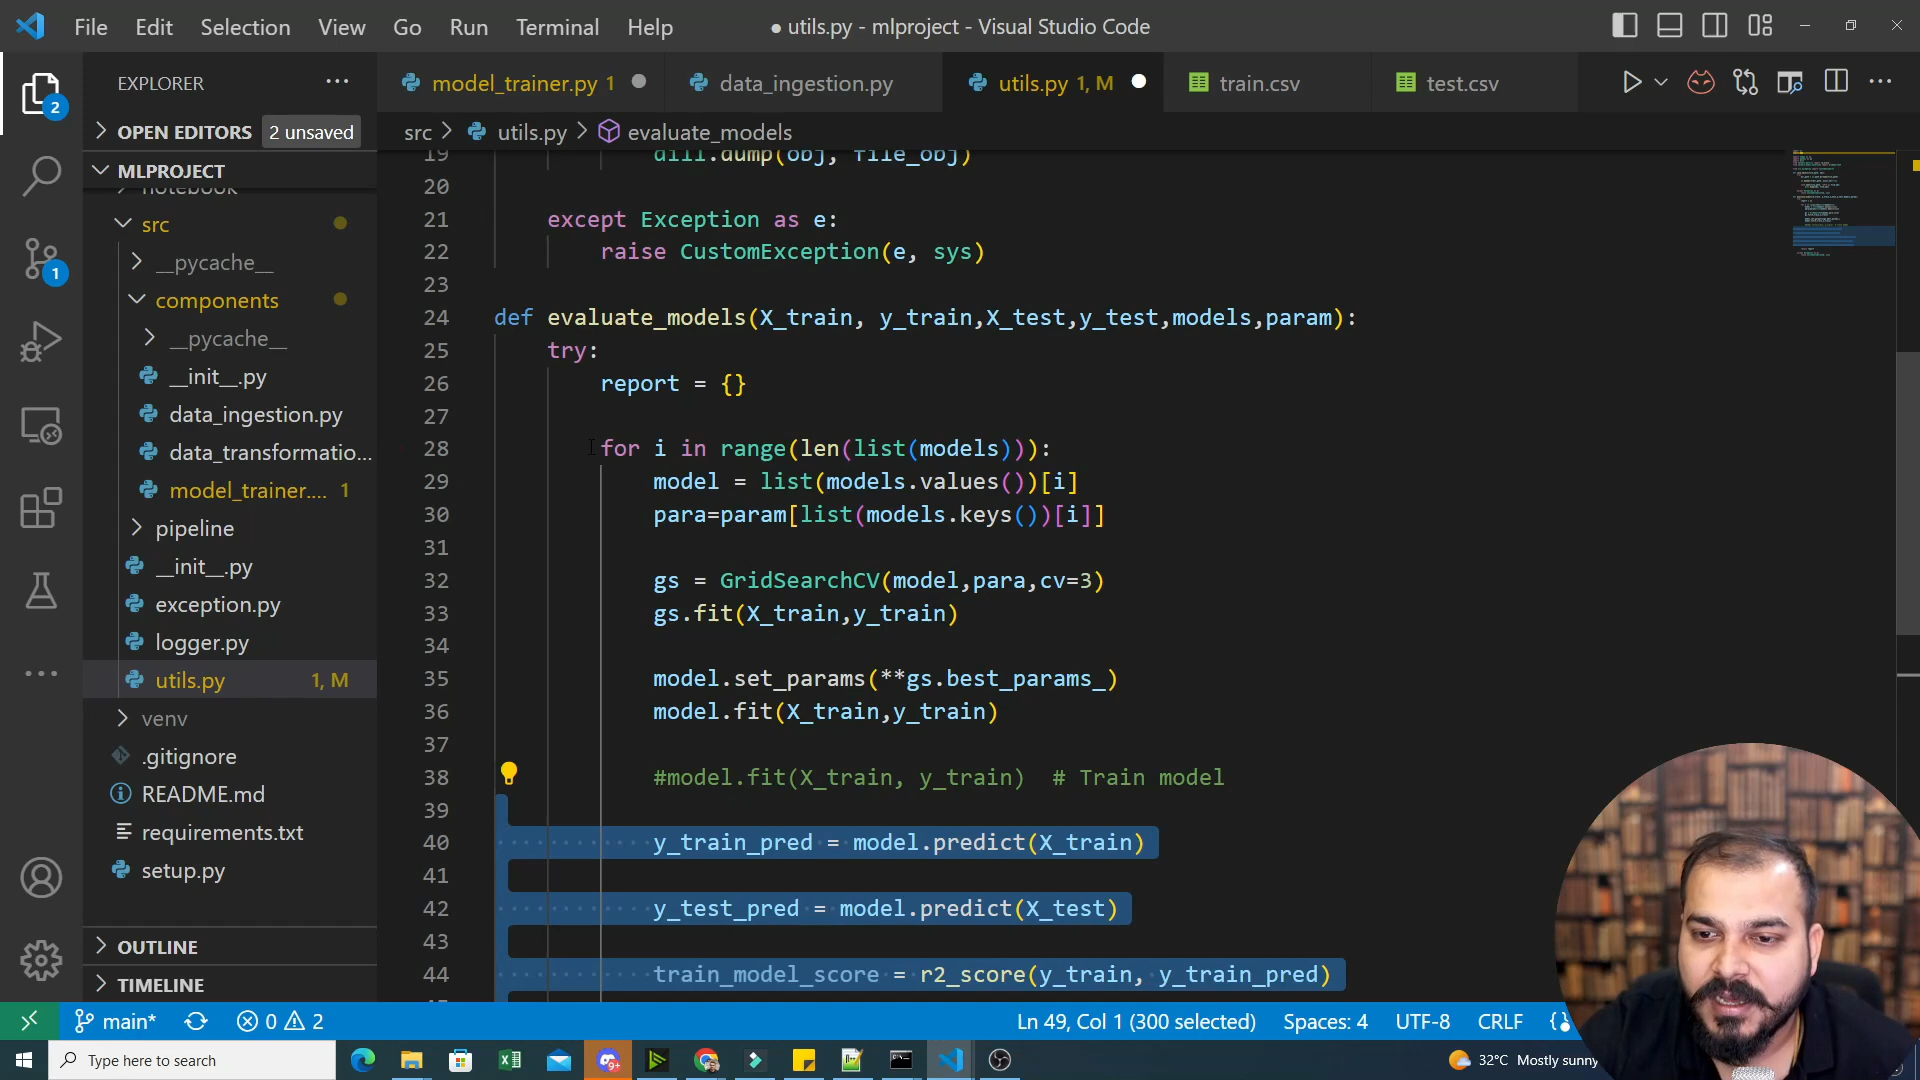 File Edit Selection View Go Run Terminal Help
● utils.py - mlproject - Visual Studio Code
EXPLORER ...
model_trainer.py 1
data_ingestion.py
utils.py 1, M
train.csv
test.csv
2
OPEN EDITORS 2 unsaved
src > utils.py > evaluate_models
MLPROJECT
notebook
src
__pycache__
components
__pycache__
__init__.py
data_ingestion.py
data_transformatio...
model_trainer.... 1
pipeline
__init__.py
exception.py
logger.py
utils.py 1, M
venv
.gitignore
README.md
requirements.txt
setup.py
OUTLINE
TIMELINE
1
19 dill.dump(obj, file_obj)
20
21 except Exception as e:
22 raise CustomException(e, sys)
23
24 def evaluate_models(X_train, y_train,X_test,y_test,models,param):
25 try:
26 report = {}
27
28 for i in range(len(list(models))):
29 model = list(models.values())[i]
30 para=param[list(models.keys())[i]]
31
32 gs = GridSearchCV(model,para,cv=3)
33 gs.fit(X_train,y_train)
34
35 model.set_params(**gs.best_params_)
36 model.fit(X_train,y_train)
37
38 #model.fit(X_train, y_train)  # Train model
39
40 y_train_pred = model.predict(X_train)
41
42 y_test_pred = model.predict(X_test)
43
44 train_model_score = r2_score(y_train, y_train_pred)
main* 0 2
Ln 49, Col 1 (300 selected) Spaces: 4 UTF-8 CRLF {}
Type here to search
9+
32°C Mostly sunny